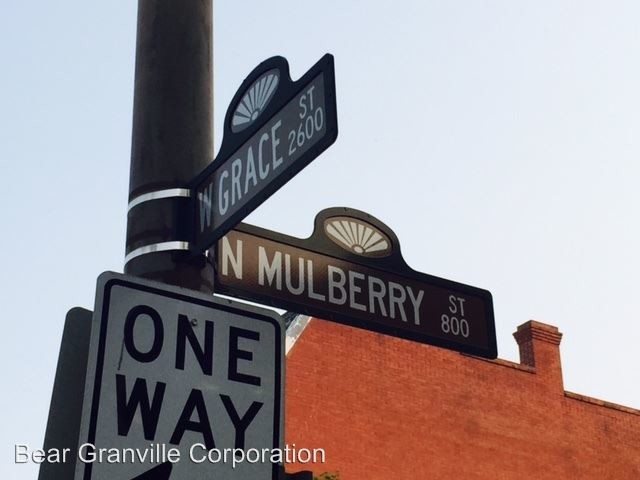 W GRACE ST
2600
N MULBERRY ST
800
ONE
WAY
Bear Granville Corporation